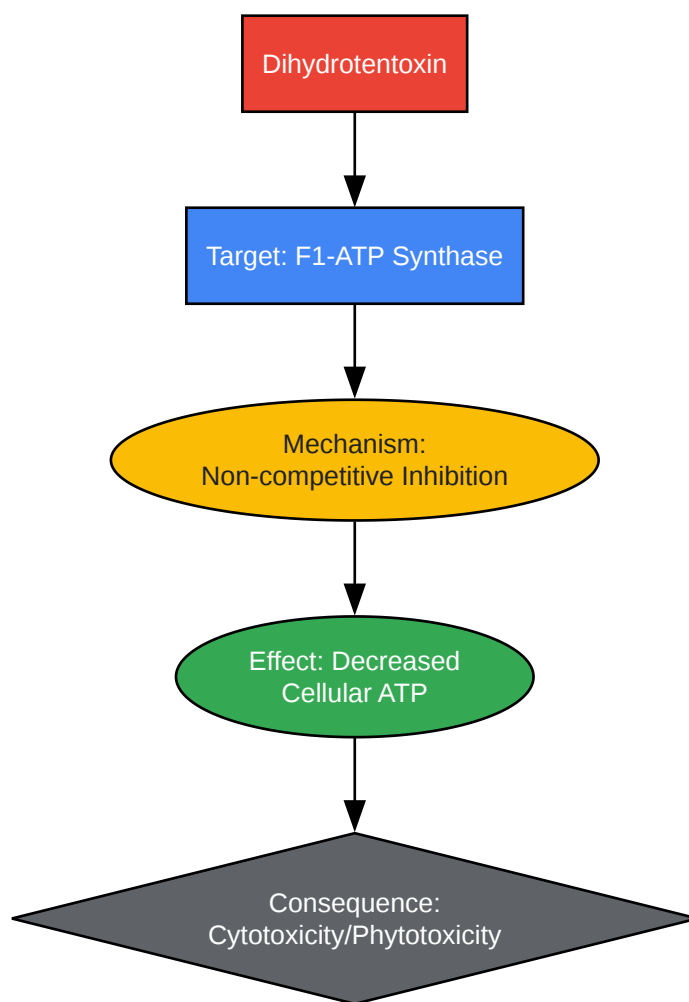 Dihydrotentoxin
Target: F1-ATP Synthase
Mechanism:
Non-competitive Inhibition
Effect: Decreased
Cellular ATP
Consequence:
Cytotoxicity/Phytotoxicity